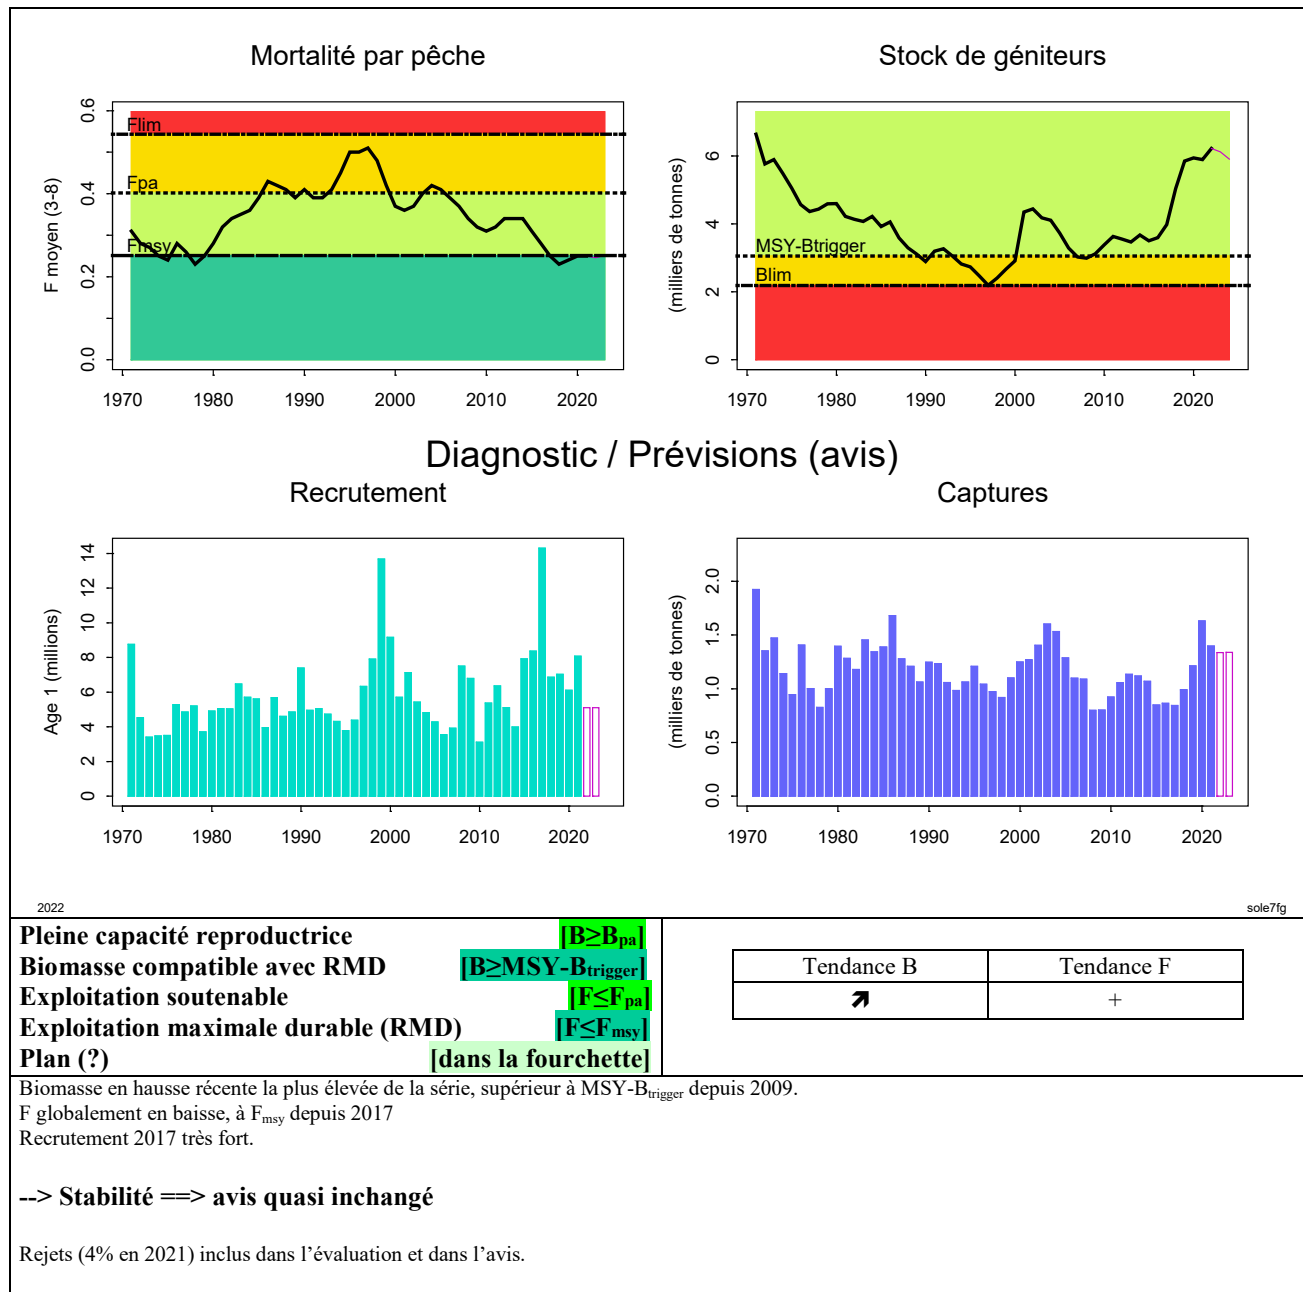 Mortalité par pêche
Stock de géniteurs
F moyen (3-8)
0.0 0.2 0.4 0.6
Flim
Fpa
Fmsy
1970 1980 1990 2000 2010 2020
(milliers de tonnes)
0 2 4 6
MSY-Btrigger
Blim
1970 1980 1990 2000 2010 2020
Diagnostic / Prévisions (avis)
Recrutement
Captures
Age 1 (millions)
0 2 4 6 8 10 12 14
1970 1980 1990 2000 2010 2020
(milliers de tonnes)
0.0 0.5 1.0 1.5 2.0
1970 1980 1990 2000 2010 2020
2022
sole7fg
Pleine capacité reproductrice [B≥Bpa]
Biomasse compatible avec RMD [B≥MSY-Btrigger]
Exploitation soutenable [F≤Fpa]
Exploitation maximale durable (RMD) [F≤Fmsy]
Plan (?) [dans la fourchette]
Tendance B Tendance F
↗ +
Biomasse en hausse récente la plus élevée de la série, supérieur à MSY-Btrigger depuis 2009.
F globalement en baisse, à Fmsy depuis 2017
Recrutement 2017 très fort.
--> Stabilité ==> avis quasi inchangé
Rejets (4% en 2021) inclus dans l’évaluation et dans l’avis.